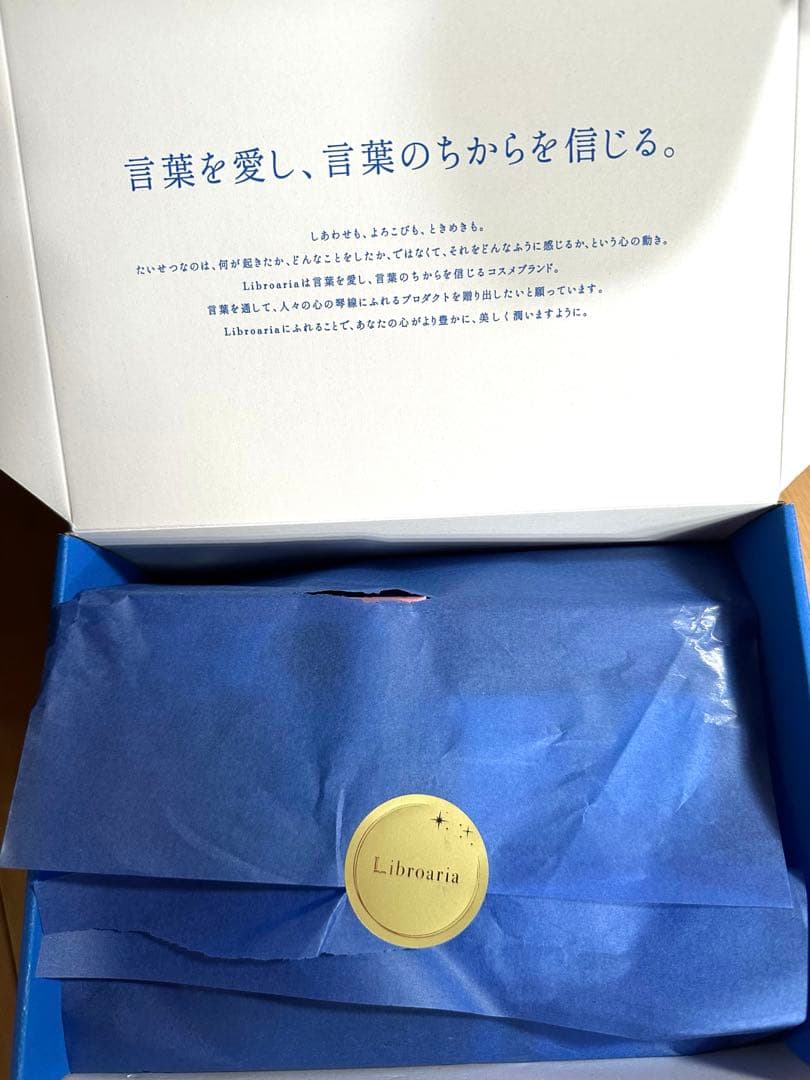 言葉を愛し、言葉のちからを信じる。
しあわせも、よろこびも、ときめきも。
たいせつなのは、何が起きたか、どんなことをしたか、ではなくて、それをどんなふうに感じるか、という心の動き。
Libroariaは言葉を愛し、言葉のちからを信じるコスメブランド。
言葉を通して、人々の心の琴線にふれるプロダクトを贈り出したいと願っています。
Libroariaにふれることで、あなたの心がより豊かに、美しく潤いますように。
Libroaria